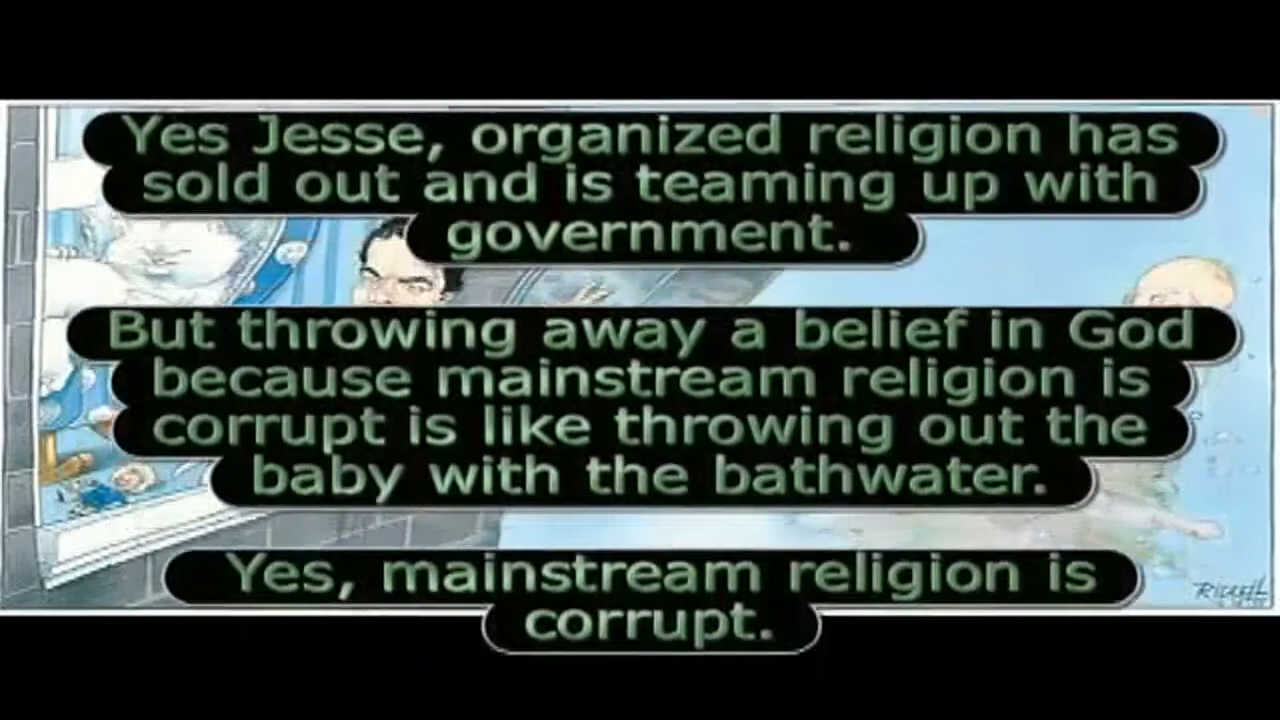 Yes Jesse, organized religion has
sold out and is teaming up with
government.
But throwing away a belief in God
because mainstream religion is
corrupt is like throwing out the
baby with the bathwater.
Yes, mainstream religion is
corrupt.